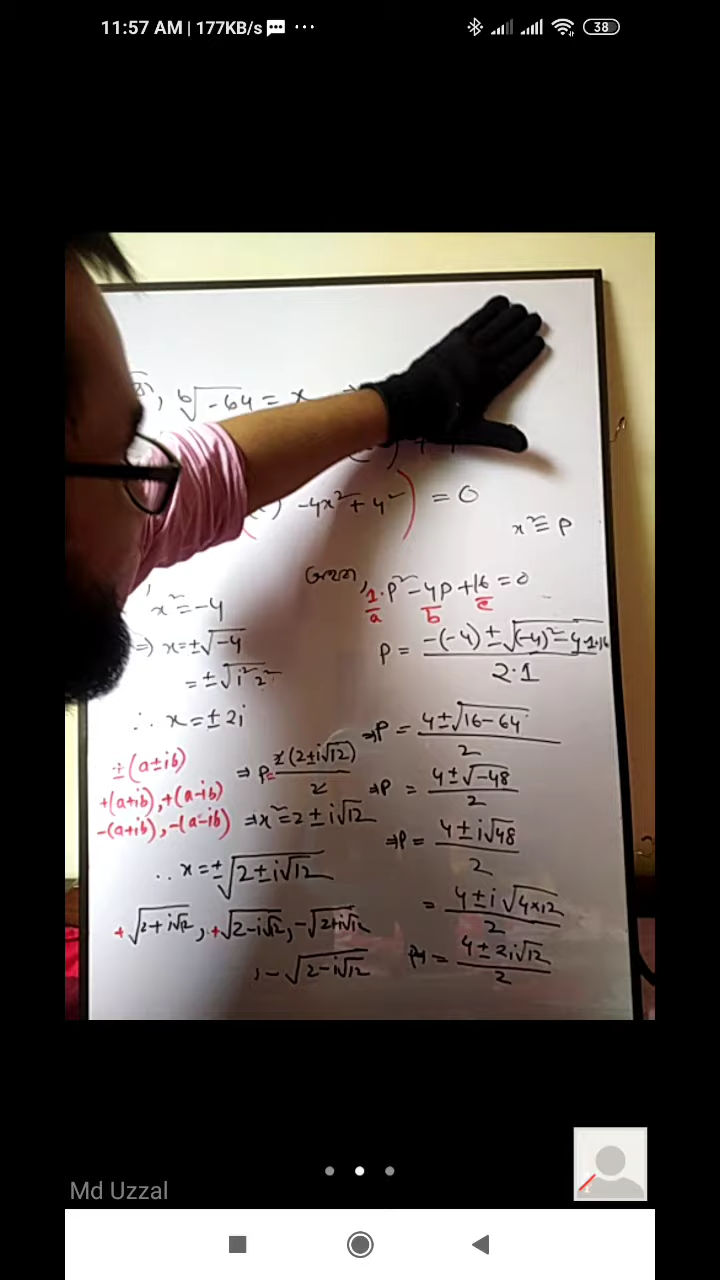 11:57 AM | 177KB/s ...
38
⁶√-64 = x
-4x² + 4² ) = 0
x² = P
এখন, 1·P² - 4P + 16 = 0
a b c
x² = -4
⇒ x = ±√-4
= ±√i²2²
∴ x = ±2i
P = -(-4) ± √(-4)² - 4·1·16 / 2·1
⇒P = 4 ± √16-64 / 2
⇒P = 4 ± √-48 / 2
⇒P = 4 ± i√48 / 2
= 4 ± i√4×12 / 2
P = 4 ± 2i√12 / 2
±(a±ib)
+(a+ib), +(a-ib)
-(a+ib), -(a-ib)
⇒ P = 2(2±i√12) / 2
⇒ x² = 2 ± i√12
∴ x = ±√2±i√12
+√2+i√12, +√2-i√12, -√2+i√12
, -√2-i√12
Md Uzzal